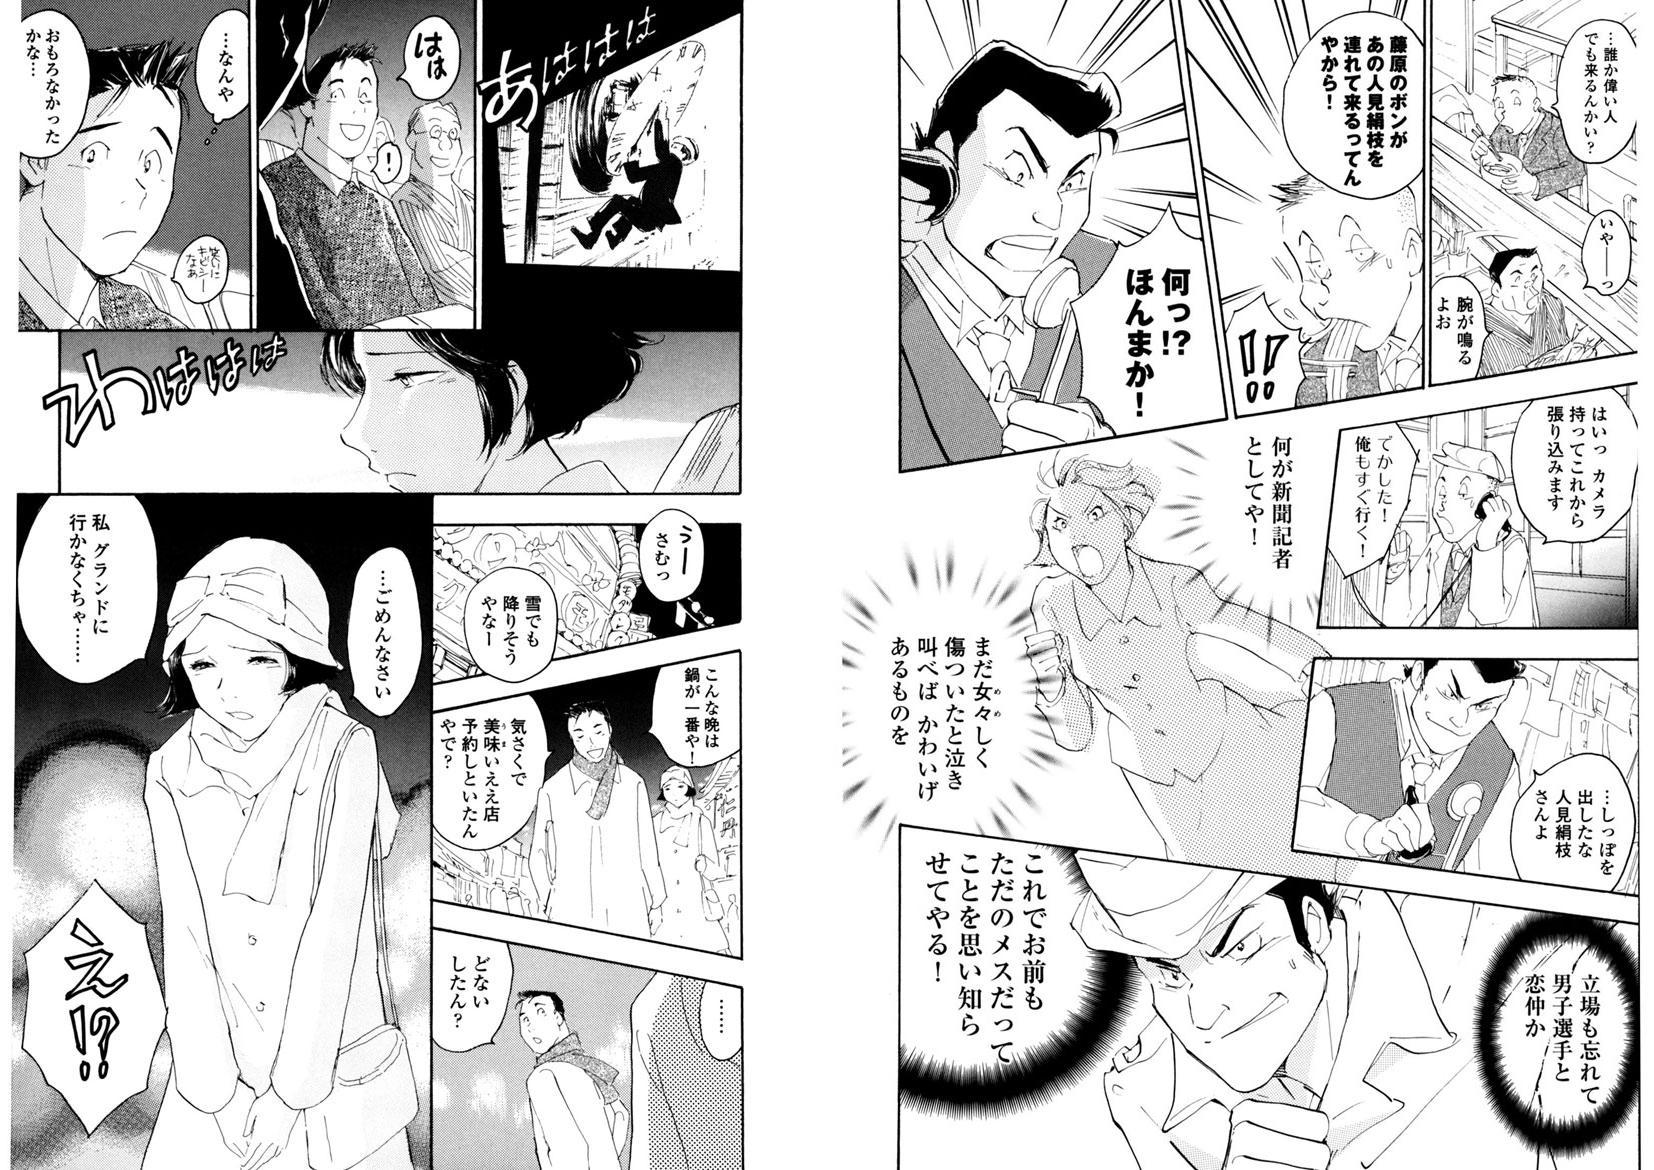 …誰か偉い人
でも来るんかい?
いやーーっ
腕が鳴る
よお
藤原のボンが
あの人見絹枝を
連れて来るってん
やから!
!!
何っ!?
ほんまか!
はいっ カメラ
持ってこれから
張り込みます
でかした!
俺もすぐ行く!
何が新聞記者
としてや!
まだ女々しく
めめ
傷ついたと泣き
叫べば かわいげ
あるものを
…しっぽを
出したな
人見絹枝
さんよ
立場も忘れて
男子選手と
恋仲か
これでお前も
ただのメスだって
ことを思い知ら
せてやる!
あはははは
はは
!
…なんや
おもろなかった
かな…
笑いに
キビシー
なあ
わはははは
うー
さむっ
雪でも
降りそう
やなー
こんな晩は
鍋が一番や!
気さくで
美味いええ店
うま
予約しといたん
やで?
……
どない
したん?
…ごめんなさい
私 グランドに
行かなくちゃ……
え!?